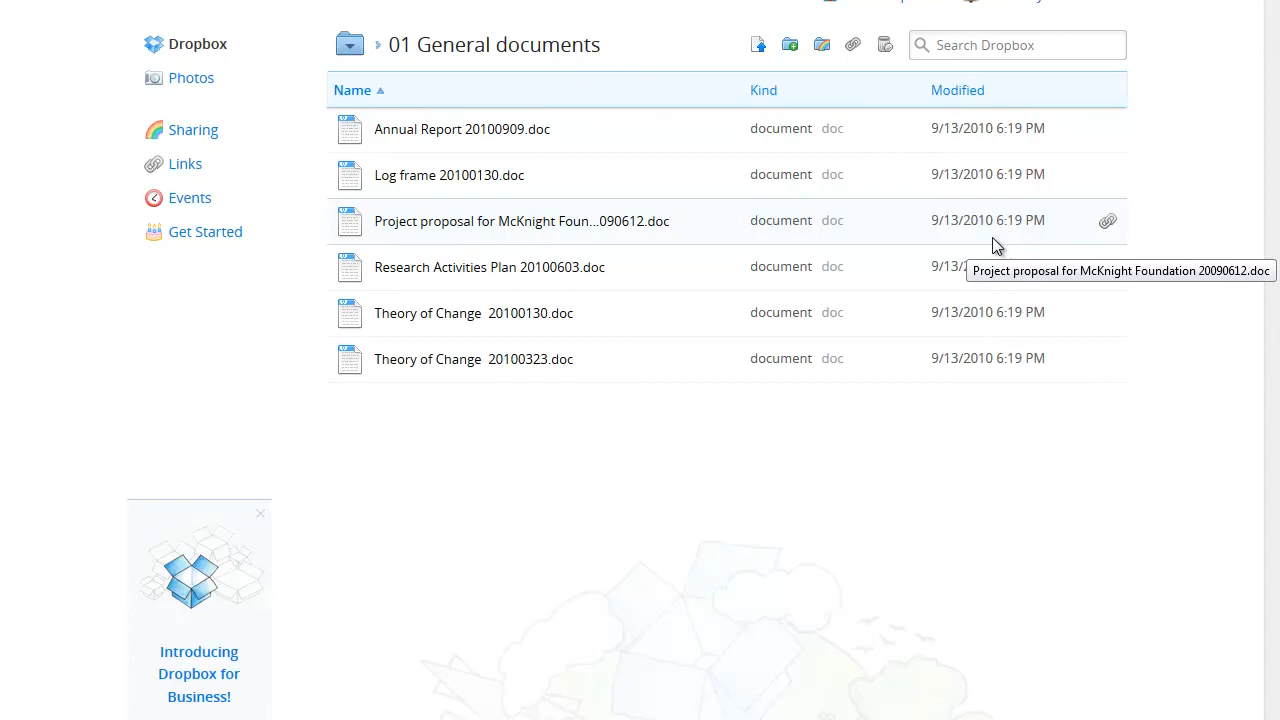 Dropbox
Photos
Sharing
Links
Events
Get Started
01 General documents
Search Dropbox
Name Kind Modified
Annual Report 20100909.doc document doc 9/13/2010 6:19 PM
Log frame 20100130.doc document doc 9/13/2010 6:19 PM
Project proposal for McKnight Foun...090612.doc document doc 9/13/2010 6:19 PM
Research Activities Plan 20100603.doc document doc 9/13/
Project proposal for McKnight Foundation 20090612.doc
Theory of Change 20100130.doc document doc 9/13/2010 6:19 PM
Theory of Change 20100323.doc document doc 9/13/2010 6:19 PM
Introducing
Dropbox for
Business!